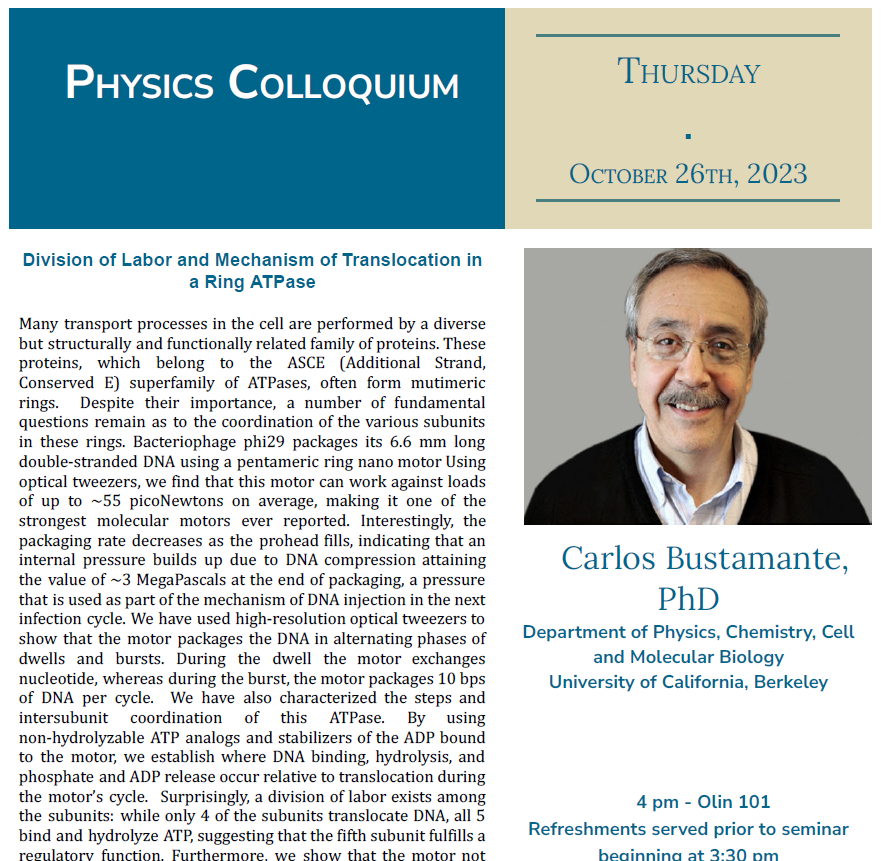 Physics Colloquium
Thursday
.
October 26th, 2023
Division of Labor and Mechanism of Translocation in
a Ring ATPase
Many transport processes in the cell are performed by a diverse
but structurally and functionally related family of proteins. These
proteins, which belong to the ASCE (Additional Strand,
Conserved E) superfamily of ATPases, often form mutimeric
rings. Despite their importance, a number of fundamental
questions remain as to the coordination of the various subunits
in these rings. Bacteriophage phi29 packages its 6.6 mm long
double-stranded DNA using a pentameric ring nano motor Using
optical tweezers, we find that this motor can work against loads
of up to ~55 picoNewtons on average, making it one of the
strongest molecular motors ever reported. Interestingly, the
packaging rate decreases as the prohead fills, indicating that an
internal pressure builds up due to DNA compression attaining
the value of ~3 MegaPascals at the end of packaging, a pressure
that is used as part of the mechanism of DNA injection in the next
infection cycle. We have used high-resolution optical tweezers to
show that the motor packages the DNA in alternating phases of
dwells and bursts. During the dwell the motor exchanges
nucleotide, whereas during the burst, the motor packages 10 bps
of DNA per cycle. We have also characterized the steps and
intersubunit coordination of this ATPase. By using
non-hydrolyzable ATP analogs and stabilizers of the ADP bound
to the motor, we establish where DNA binding, hydrolysis, and
phosphate and ADP release occur relative to translocation during
the motor's cycle. Surprisingly, a division of labor exists among
the subunits: while only 4 of the subunits translocate DNA, all 5
bind and hydrolyze ATP, suggesting that the fifth subunit fulfills a
regulatory function. Furthermore, we show that the motor not
Carlos Bustamante,
PhD
Department of Physics, Chemistry, Cell
and Molecular Biology
University of California, Berkeley
4 pm - Olin 101
Refreshments served prior to seminar
beginning at 3:30 pm